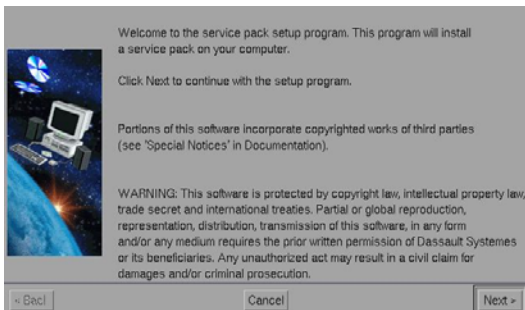 Welcome to the service pack setup program. This program will install
a service pack on your computer.
Click Next to continue with the setup program.
Portions of this software incorporate copyrighted works of third parties
(see 'Special Notices' in Documentation).
WARNING: This software is protected by copyright law, intellectual property law,
trade secret and international treaties. Partial or global reproduction,
representation, distribution, transmission of this software, in any form
and/or any medium requires the prior written permission of Dassault Systemes
or its beneficiaries. Any unauthorized act may result in a civil claim for
damages and/or criminal prosecution.
< Bacl Cancel Next >